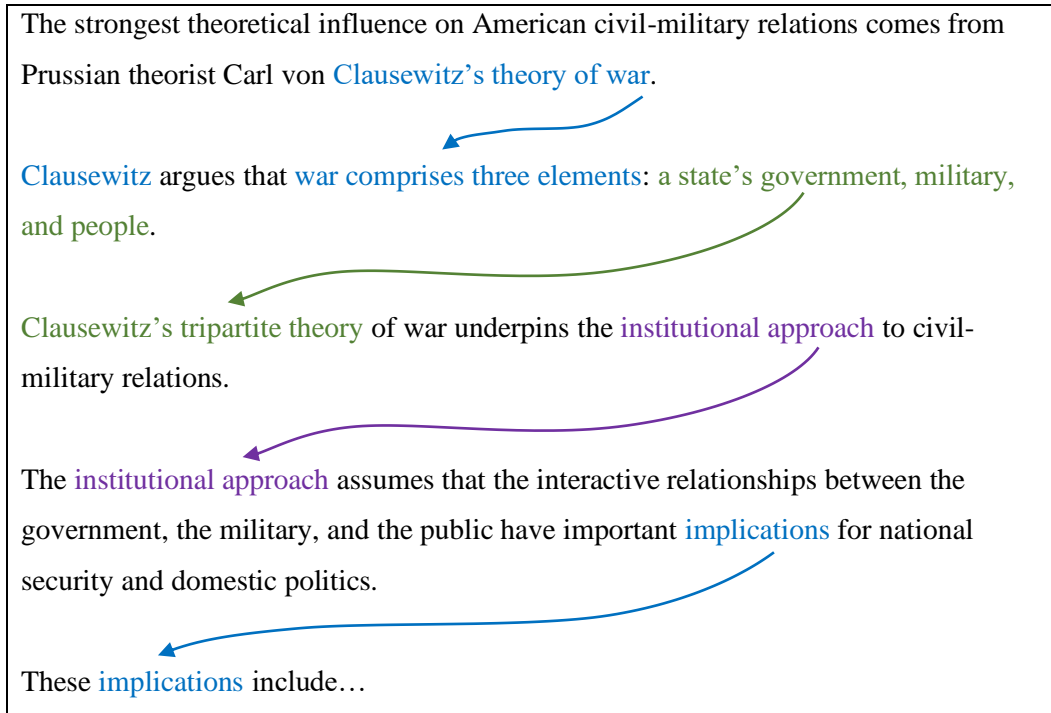 The strongest theoretical influence on American civil-military relations comes from
Prussian theorist Carl von Clausewitz’s theory of war.
Clausewitz argues that war comprises three elements: a state’s government, military,
and people.
Clausewitz’s tripartite theory of war underpins the institutional approach to civil-
military relations.
The institutional approach assumes that the interactive relationships between the
government, the military, and the public have important implications for national
security and domestic politics.
These implications include…